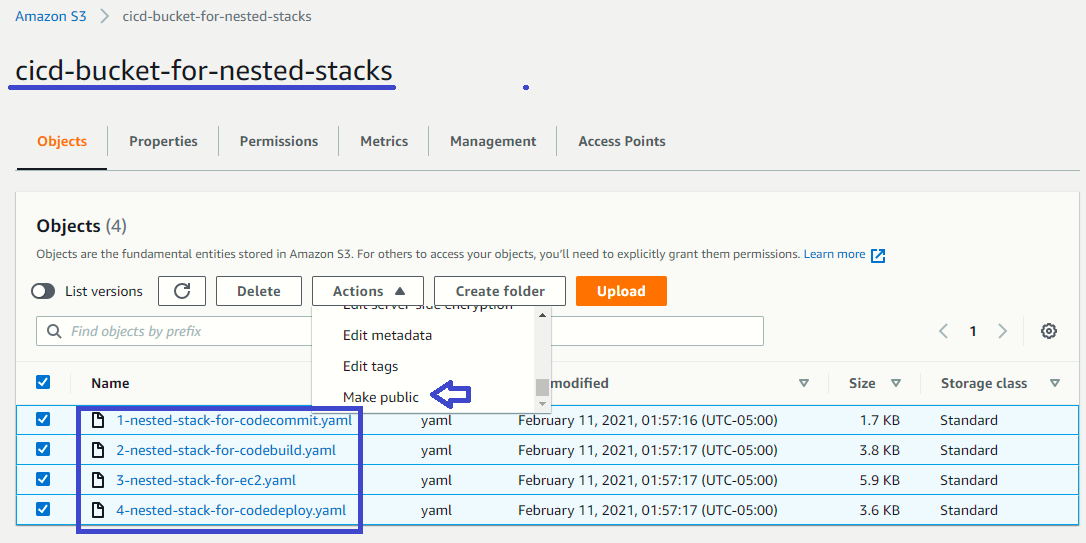 Amazon S3 > cicd-bucket-for-nested-stacks
cicd-bucket-for-nested-stacks
Objects Properties Permissions Metrics Management Access Points
Objects (4)
Objects are the fundamental entities stored in Amazon S3. For others to access your objects, you'll need to explicitly grant them permissions. Learn more
List versions Delete Actions Create folder Upload
Edit server-side encryption
Find objects by prefix 1
Edit metadata
Edit tags
Make public
Name modified Size Storage class
1-nested-stack-for-codecommit.yaml yaml February 11, 2021, 01:57:16 (UTC-05:00) 1.7 KB Standard
2-nested-stack-for-codebuild.yaml yaml February 11, 2021, 01:57:17 (UTC-05:00) 3.8 KB Standard
3-nested-stack-for-ec2.yaml yaml February 11, 2021, 01:57:17 (UTC-05:00) 5.9 KB Standard
4-nested-stack-for-codedeploy.yaml yaml February 11, 2021, 01:57:17 (UTC-05:00) 3.6 KB Standard